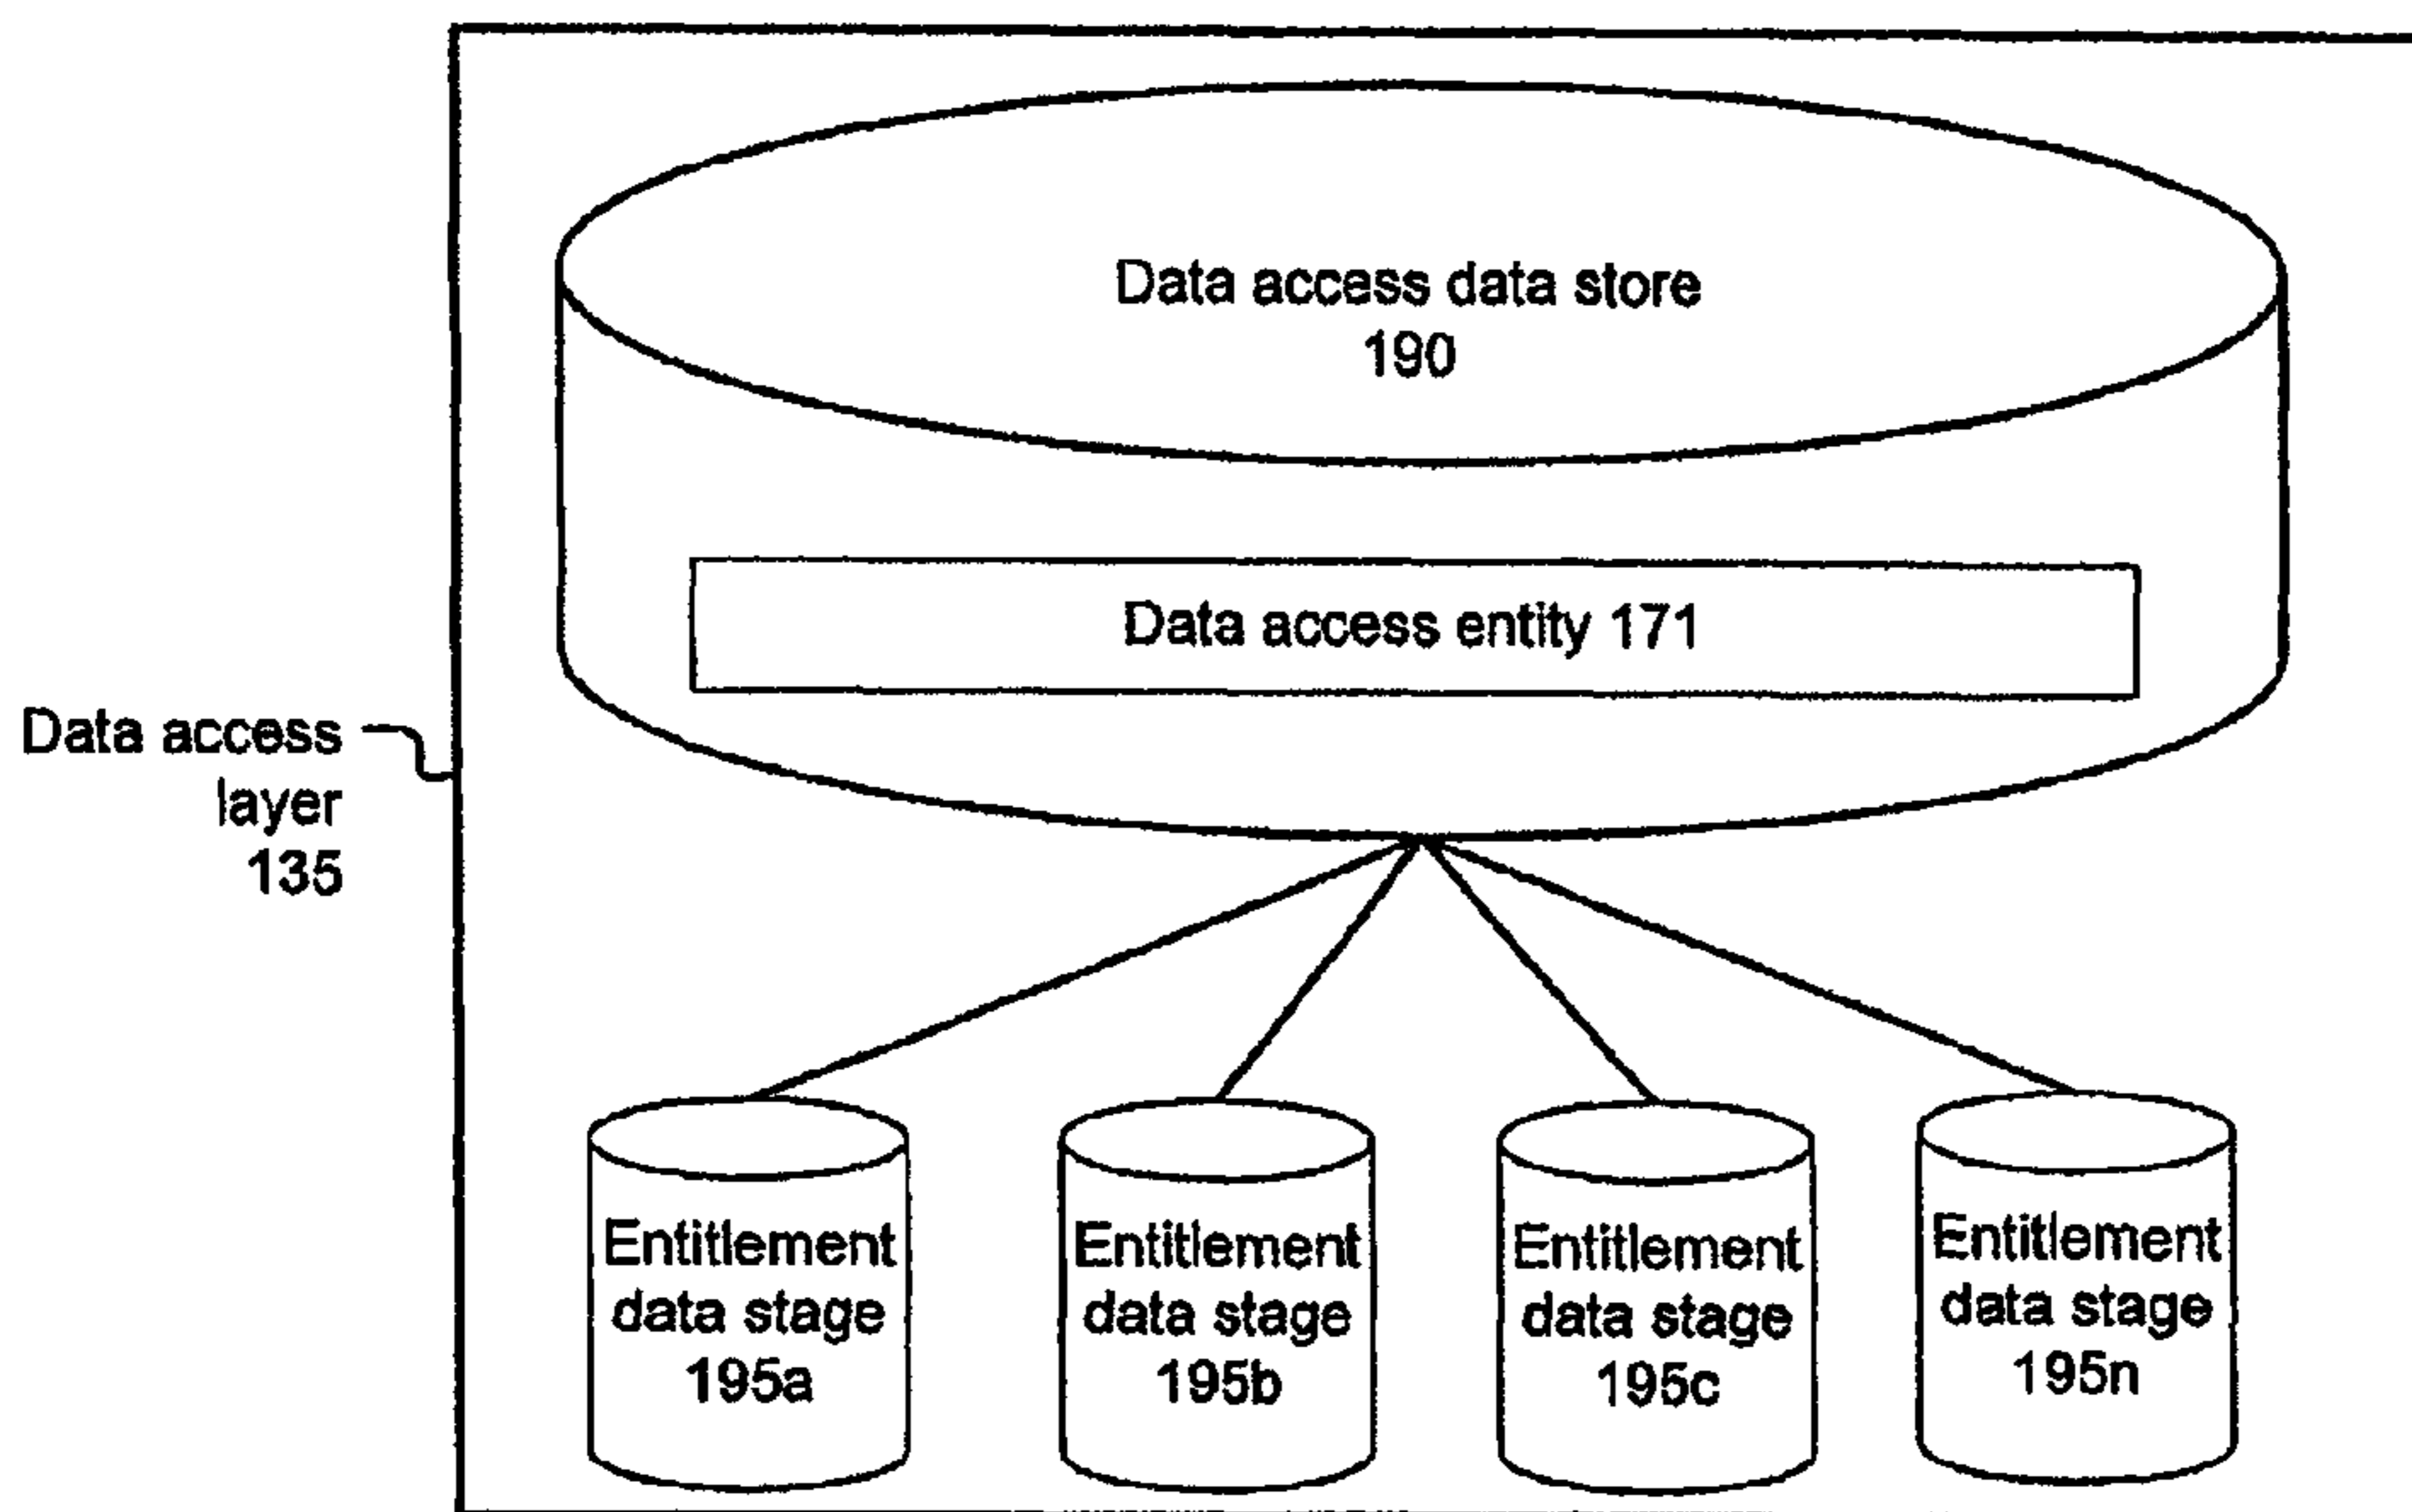 Data access data store
190
Data access entity 171
Data access
layer
135
Entitlement
data stage
195a
Entitlement
data stage
195b
Entitlement
data stage
195c
Entitlement
data stage
195n